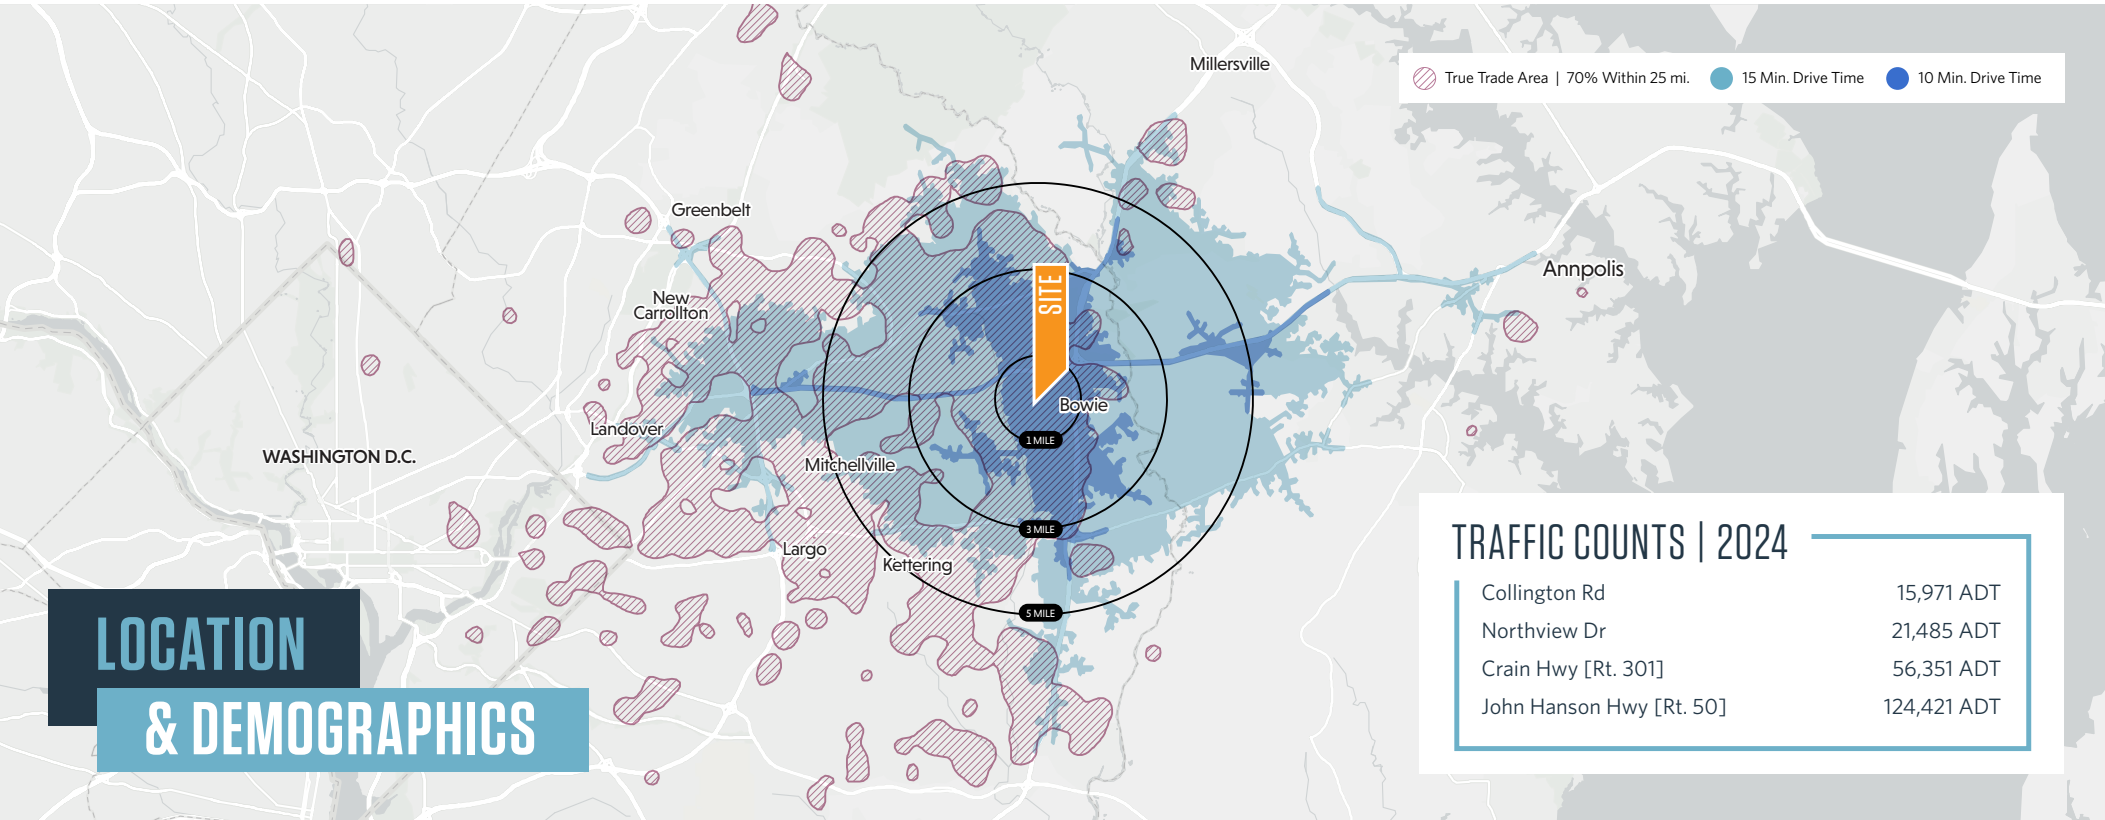 Millersville
True Trade Area | 70% Within 25 mi.
15 Min. Drive Time
10 Min. Drive Time
Greenbelt
Annpolis
SITE
New
Carrollton
Bowie
Landover
1 MILE
WASHINGTON D.C.
Mitchellville
3 MILE
Largo
Kettering
5 MILE
TRAFFIC COUNTS | 2024
Collington Rd 15,971 ADT
Northview Dr 21,485 ADT
Crain Hwy [Rt. 301] 56,351 ADT
John Hanson Hwy [Rt. 50] 124,421 ADT
LOCATION
& DEMOGRAPHICS